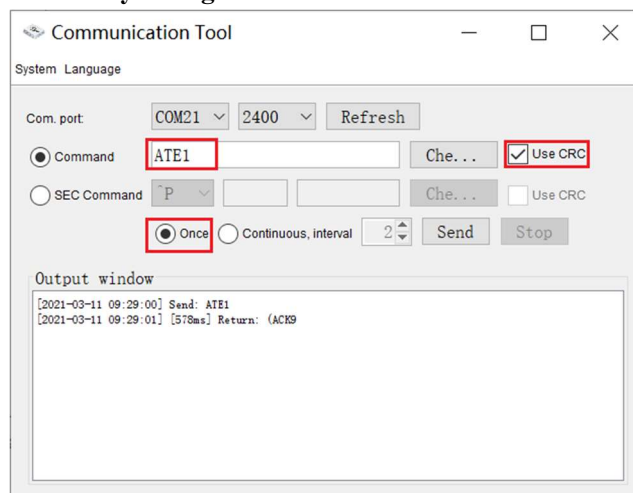 Communication Tool
System Language
Com. port: COM21 2400 Refresh
Command ATE1 Che... Use CRC
SEC Command ^P Che... Use CRC
Once Continuous, interval 2 Send Stop
Output window
[2021-03-11 09:29:00] Send: ATE1
[2021-03-11 09:29:01] [578ms] Return: (ACK9